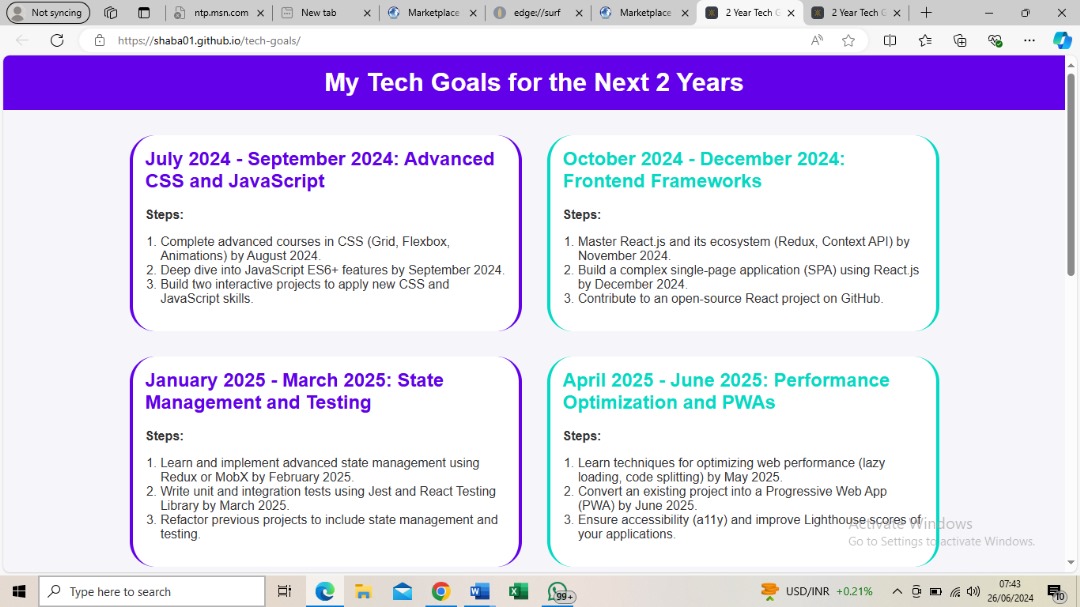 Not syncing
ntp.msn.com
New tab
Marketplace
edge://surf
Marketplace
2 Year Tech G
2 Year Tech G
https://shaba01.github.io/tech-goals/
My Tech Goals for the Next 2 Years
July 2024 - September 2024: Advanced
CSS and JavaScript
Steps:
1. Complete advanced courses in CSS (Grid, Flexbox,
Animations) by August 2024.
2. Deep dive into JavaScript ES6+ features by September 2024.
3. Build two interactive projects to apply new CSS and
JavaScript skills.
October 2024 - December 2024:
Frontend Frameworks
Steps:
1. Master React.js and its ecosystem (Redux, Context API) by
November 2024.
2. Build a complex single-page application (SPA) using React.js
by December 2024.
3. Contribute to an open-source React project on GitHub.
January 2025 - March 2025: State
Management and Testing
Steps:
1. Learn and implement advanced state management using
Redux or MobX by February 2025.
2. Write unit and integration tests using Jest and React Testing
Library by March 2025.
3. Refactor previous projects to include state management and
testing.
April 2025 - June 2025: Performance
Optimization and PWAs
Steps:
1. Learn techniques for optimizing web performance (lazy
loading, code splitting) by May 2025.
2. Convert an existing project into a Progressive Web App
(PWA) by June 2025.
3. Ensure accessibility (a11y) and improve Lighthouse scores of
your applications.
Activate Windows
Go to Settings to activate Windows.
Type here to search
99+
USD/INR +0.21%
07:43
26/06/2024
10